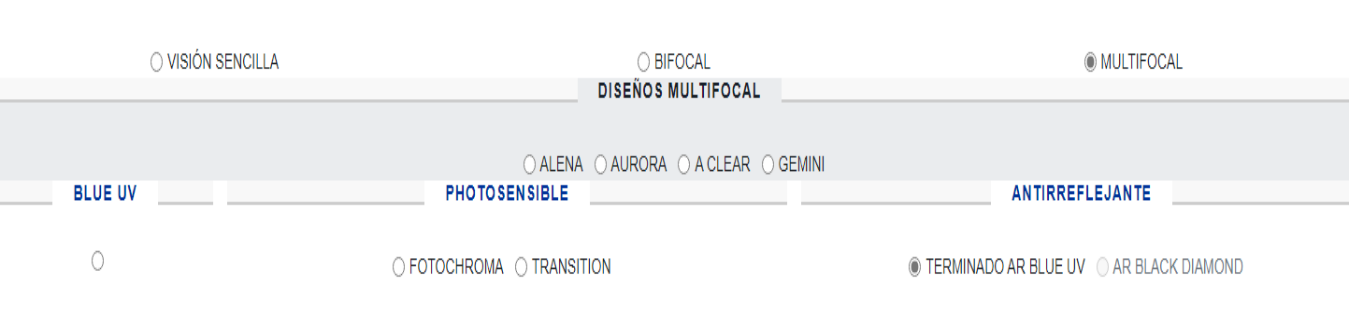 VISIÓN SENCILLA BIFOCAL MULTIFOCAL
DISEÑOS MULTIFOCAL
ALENA AURORA A CLEAR GEMINI
BLUE UV PHOTOSENSIBLE ANTIRREFLEJANTE
FOTOCHROMA TRANSITION TERMINADO AR BLUE UV AR BLACK DIAMOND